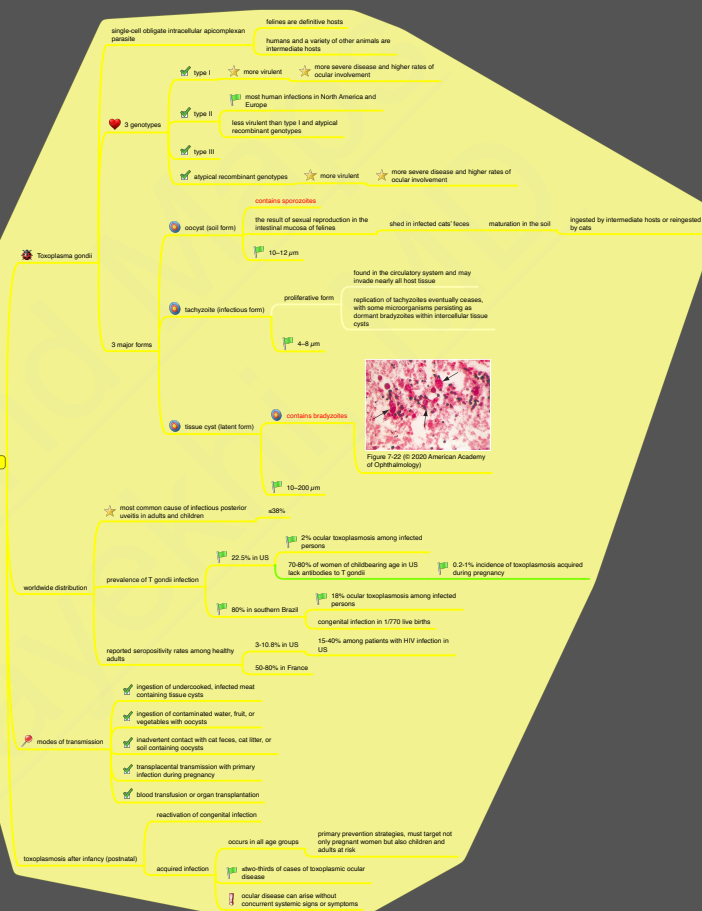 single-cell obligate intracellular apicomplexan
parasite
felines are definitive hosts
humans and a variety of other animals are
intermediate hosts
Toxoplasma gondii
3 genotypes
type I
more virulent
more severe disease and higher rates of
ocular involvement
type II
most human infections in North America and
Europe
less virulent than type I and atypical
recombinant genotypes
type III
atypical recombinant genotypes
more virulent
more severe disease and higher rates of
ocular involvement
3 major forms
oocyst (soil form)
contains sporozoites
the result of sexual reproduction in the
intestinal mucosa of felines
shed in infected cats' feces
maturation in the soil
ingested by intermediate hosts or reingested
by cats
10–12 µm
tachyzoite (infectious form)
proliferative form
found in the circulatory system and may
invade nearly all host tissue
replication of tachyzoites eventually ceases,
with some microorganisms persisting as
dormant bradyzoites within intercellular tissue
cysts
4–8 µm
tissue cyst (latent form)
contains bradyzoites
Figure 7-22 (© 2020 American Academy
of Ophthalmology)
10–200 µm
worldwide distribution
most common cause of infectious posterior
uveitis in adults and children
≤38%
prevalence of T gondii infection
22.5% in US
2% ocular toxoplasmosis among infected
persons
70-80% of women of childbearing age in US
lack antibodies to T gondii
0.2-1% incidence of toxoplasmosis acquired
during pregnancy
80% in southern Brazil
18% ocular toxoplasmosis among infected
persons
congenital infection in 1/770 live births
reported seropositivity rates among healthy
adults
3-10.8% in US
15-40% among patients with HIV infection in
US
50-80% in France
modes of transmission
ingestion of undercooked, infected meat
containing tissue cysts
ingestion of contaminated water, fruit, or
vegetables with oocysts
inadvertent contact with cat feces, cat litter, or
soil containing oocysts
transplacental transmission with primary
infection during pregnancy
blood transfusion or organ transplantation
toxoplasmosis after infancy (postnatal)
reactivation of congenital infection
acquired infection
occurs in all age groups
primary prevention strategies, must target not
only pregnant women but also children and
adults at risk
≤two-thirds of cases of toxoplasmic ocular
disease
ocular disease can arise without
concurrent systemic signs or symptoms